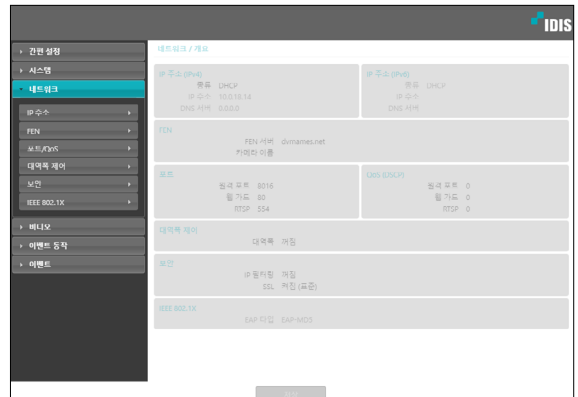 IDIS
간편 설정
시스템
네트워크
IP 주소
FEN
포트/QoS
대역폭 제어
보안
IEEE 802.1X
비디오
이벤트 동작
이벤트
네트워크 / 개요
IP 주소 (IPv4)
종류 DHCP
IP 주소 10.0.18.14
DNS 서버 0.0.0.0
IP 주소 (IPv6)
종류 DHCP
IP 주소
DNS 서버
FEN
FEN 서버 dvrnames.net
카메라 이름
포트
원격 포트 8016
웹 가드 80
RTSP 554
QoS (DSCP)
원격 포트 0
웹 가드 0
RTSP 0
대역폭 제어
대역폭 꺼짐
보안
IP 필터링 꺼짐
SSL 켜짐 (표준)
IEEE 802.1X
EAP 타입 EAP-MD5